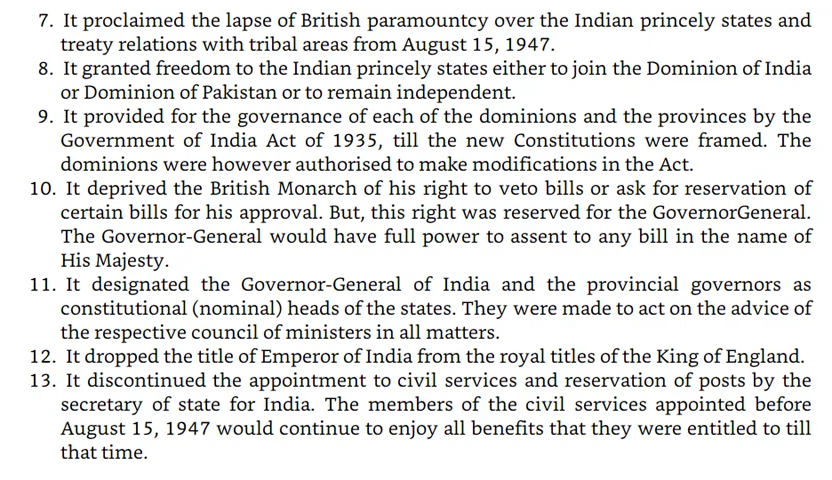 7. It proclaimed the lapse of British paramountcy over the Indian princely states and
treaty relations with tribal areas from August 15, 1947.
8. It granted freedom to the Indian princely states either to join the Dominion of India
or Dominion of Pakistan or to remain independent.
9. It provided for the governance of each of the dominions and the provinces by the
Government of India Act of 1935, till the new Constitutions were framed. The
dominions were however authorised to make modifications in the Act.
10. It deprived the British Monarch of his right to veto bills or ask for reservation of
certain bills for his approval. But, this right was reserved for the GovernorGeneral.
The Governor-General would have full power to assent to any bill in the name of
His Majesty.
11. It designated the Governor-General of India and the provincial governors as
constitutional (nominal) heads of the states. They were made to act on the advice of
the respective council of ministers in all matters.
12. It dropped the title of Emperor of India from the royal titles of the King of England.
13. It discontinued the appointment to civil services and reservation of posts by the
secretary of state for India. The members of the civil services appointed before
August 15, 1947 would continue to enjoy all benefits that they were entitled to till
that time.